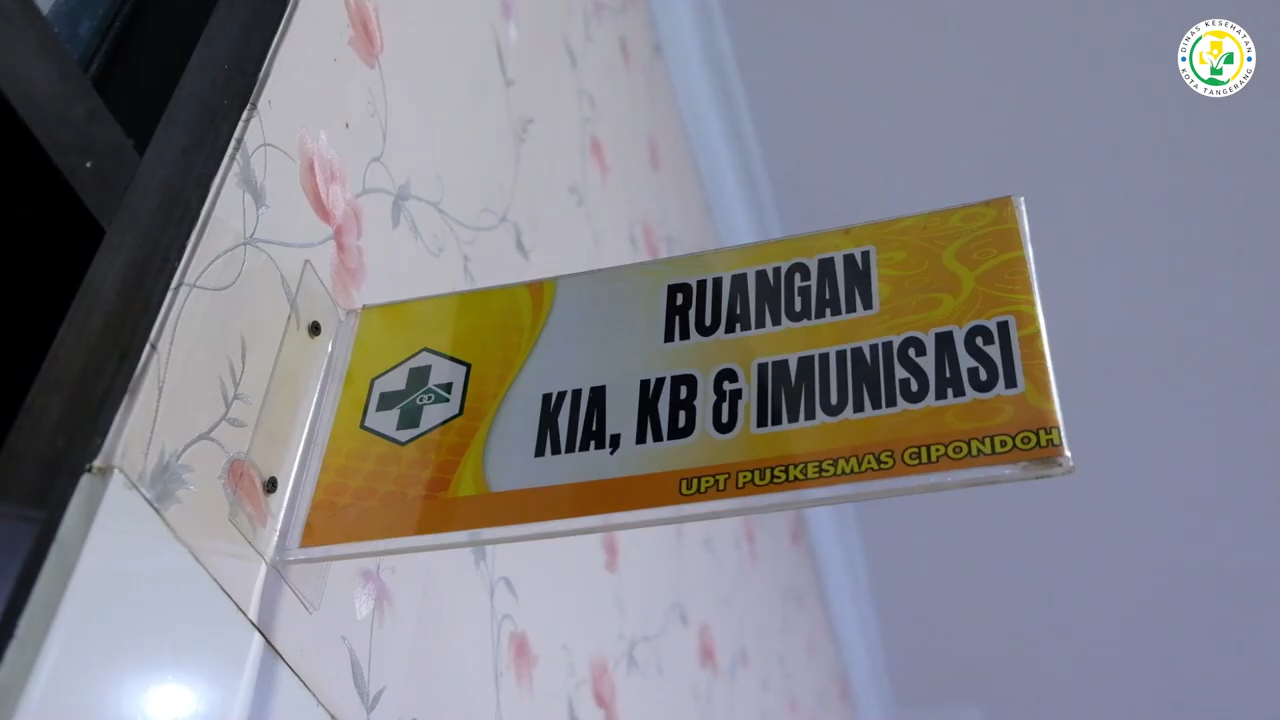 DINAS KESEHATAN
KOTA TANGERANG
RUANGAN
KIA, KB & IMUNISASI
UPT PUSKESMAS CIPONDOH